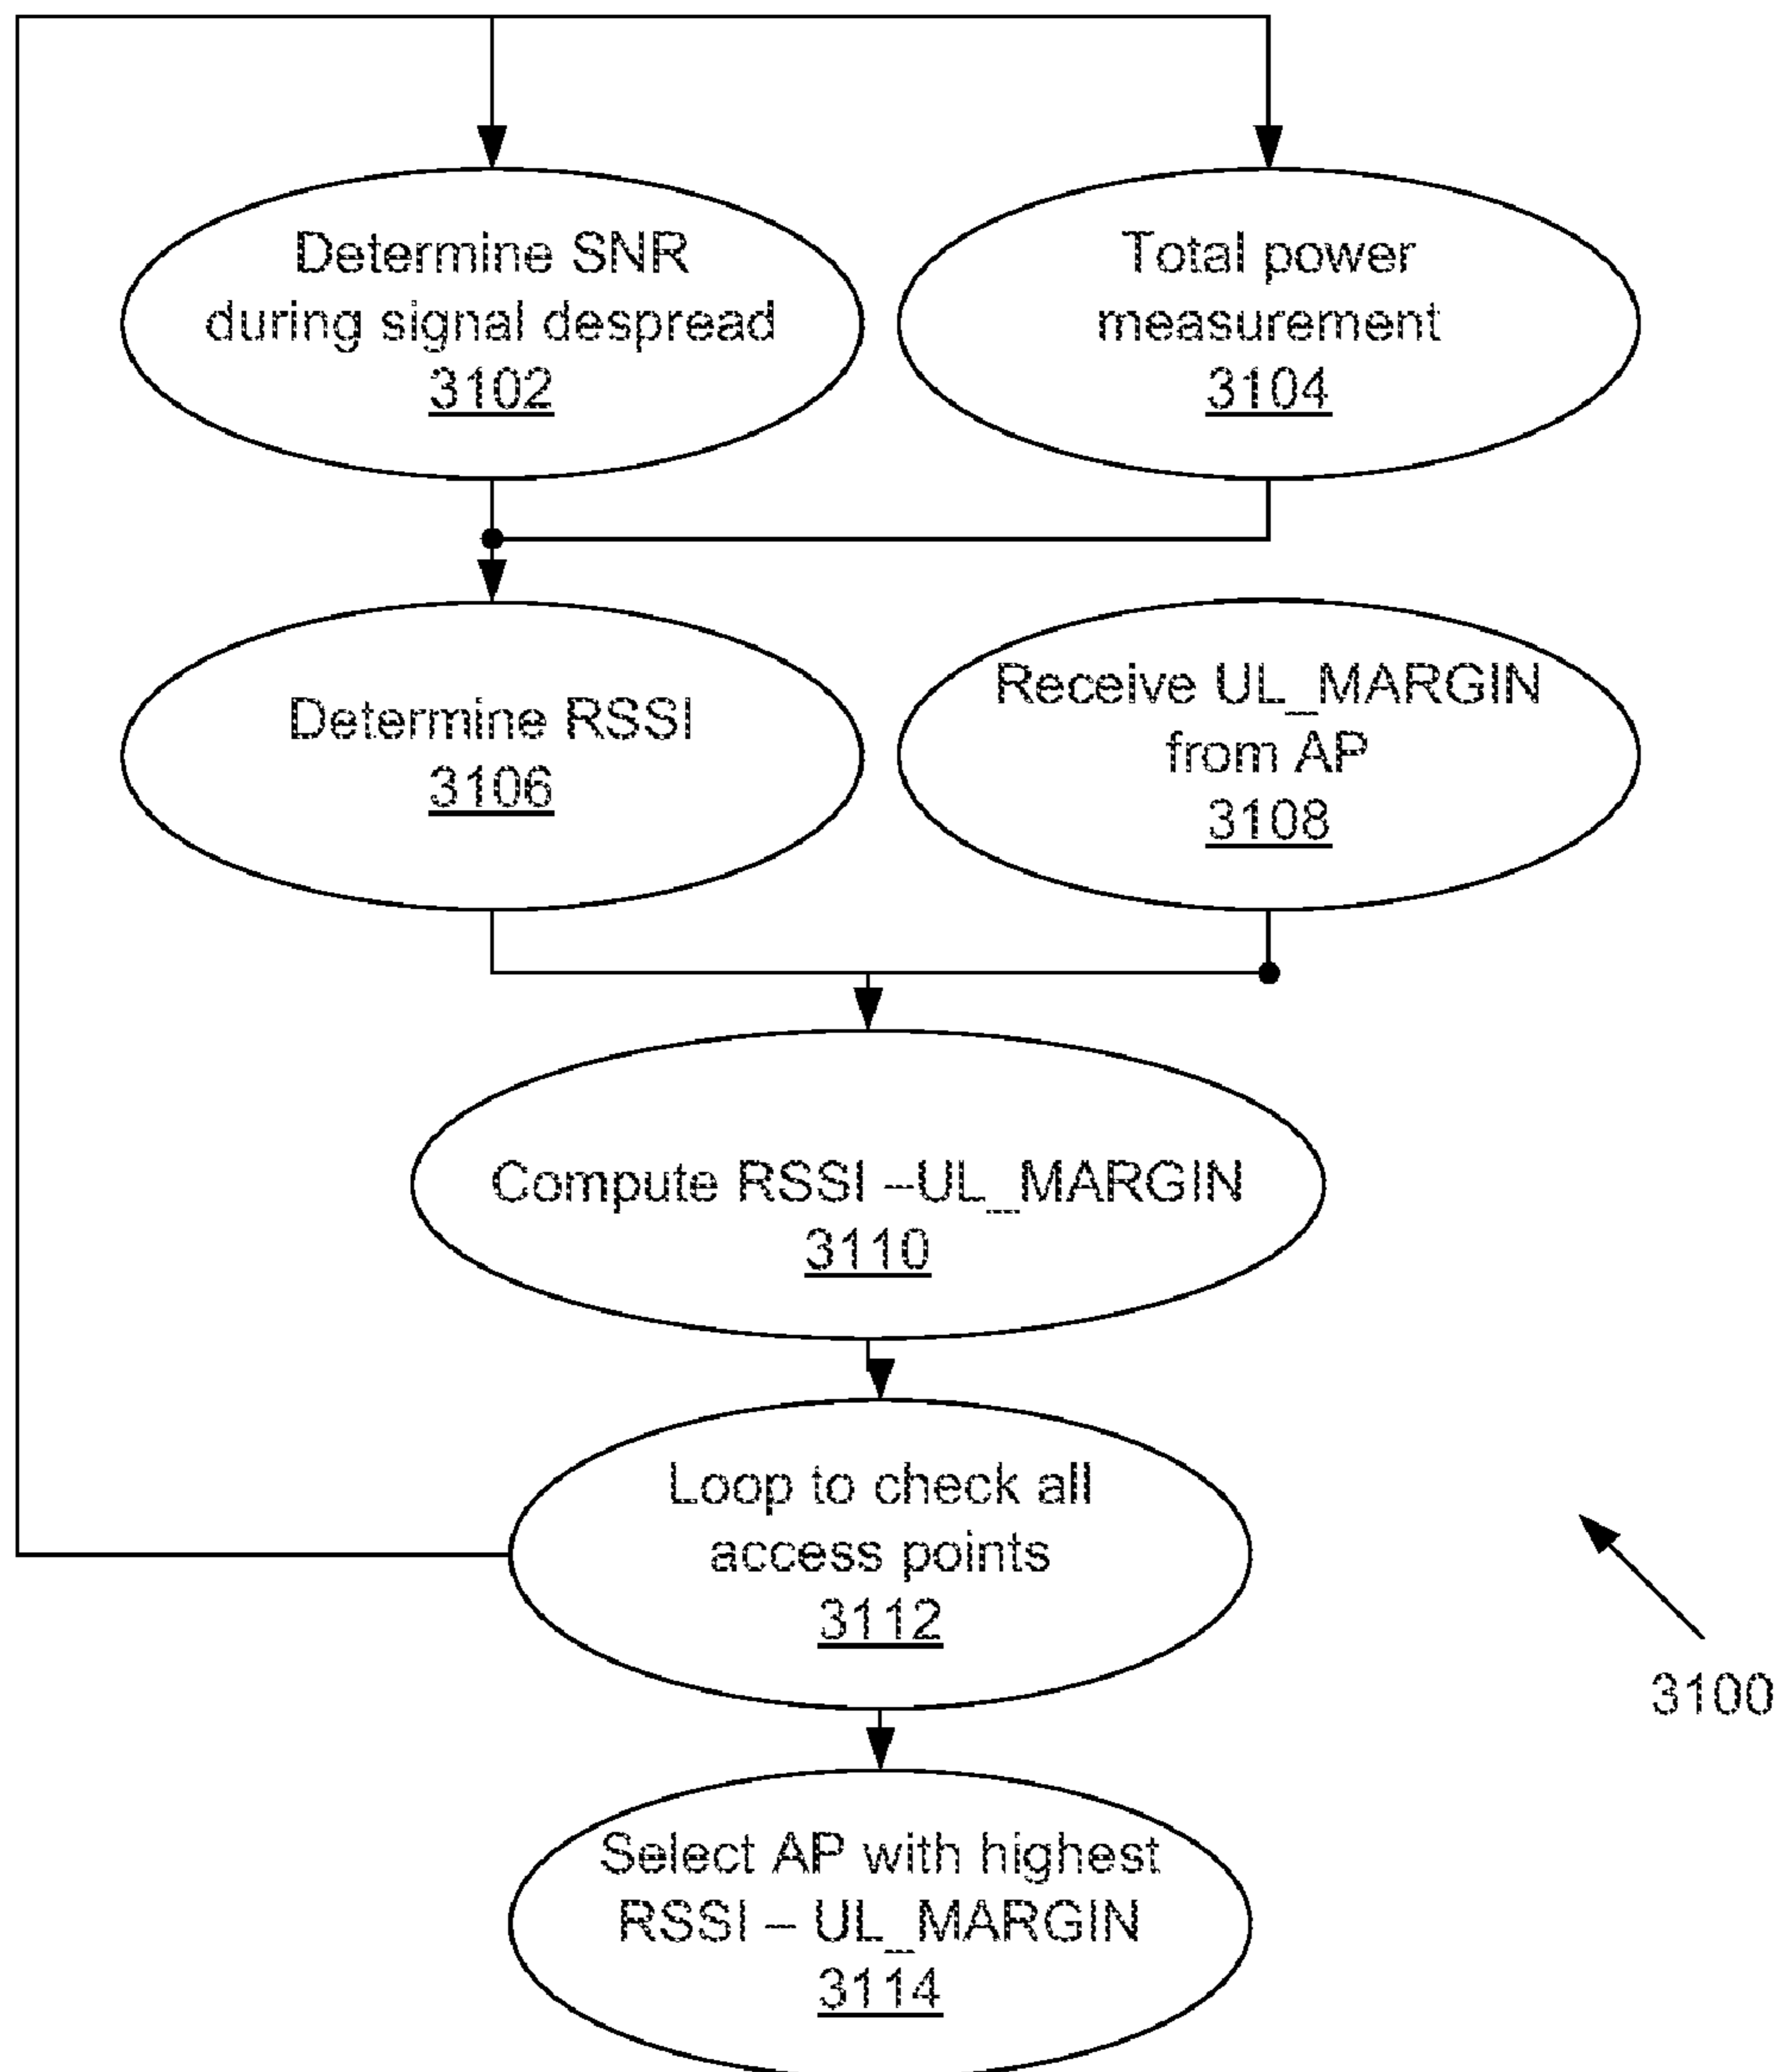 Determine SNR
during signal despread
3102
Total power
measurement
3104
Determine RSSI
3106
Receive UL_MARGIN
from AP
3108
Compute RSSI –UL_MARGIN
3110
Loop to check all
access points
3112
3100
Select AP with highest
RSSI – UL_MARGIN
3114